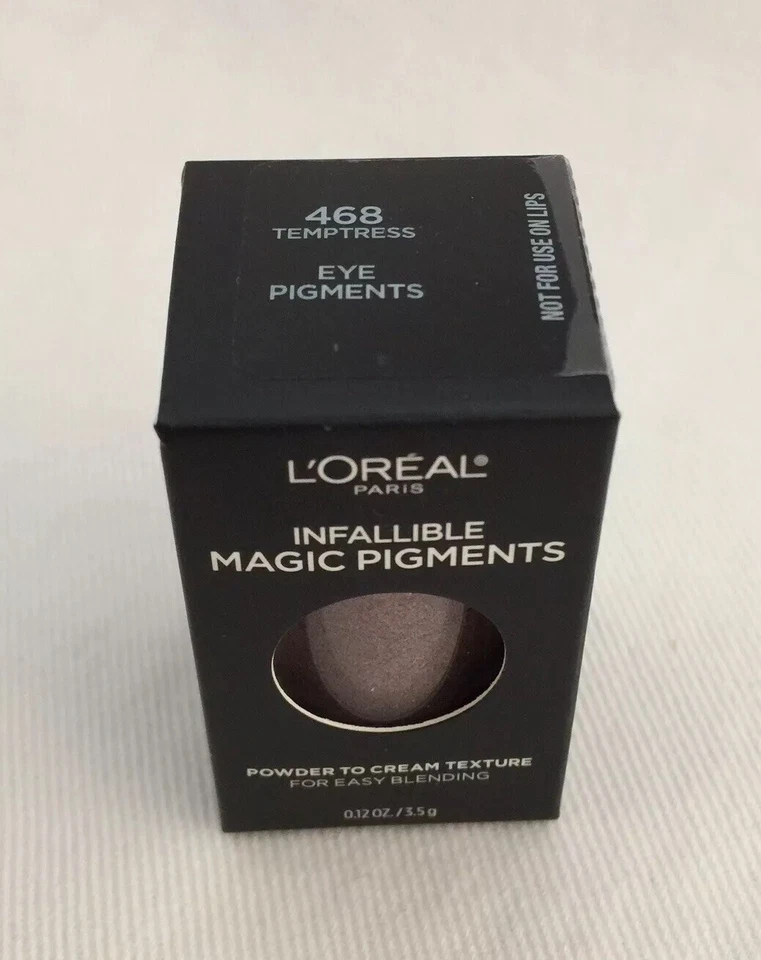 468
TEMPTRESS
EYE
PIGMENTS
NOT FOR USE ON LIPS
L'ORÉAL®
PARIS
INFALLIBLE
MAGIC PIGMENTS
POWDER TO CREAM TEXTURE
FOR EASY BLENDING
0.12 OZ. / 3.5 g